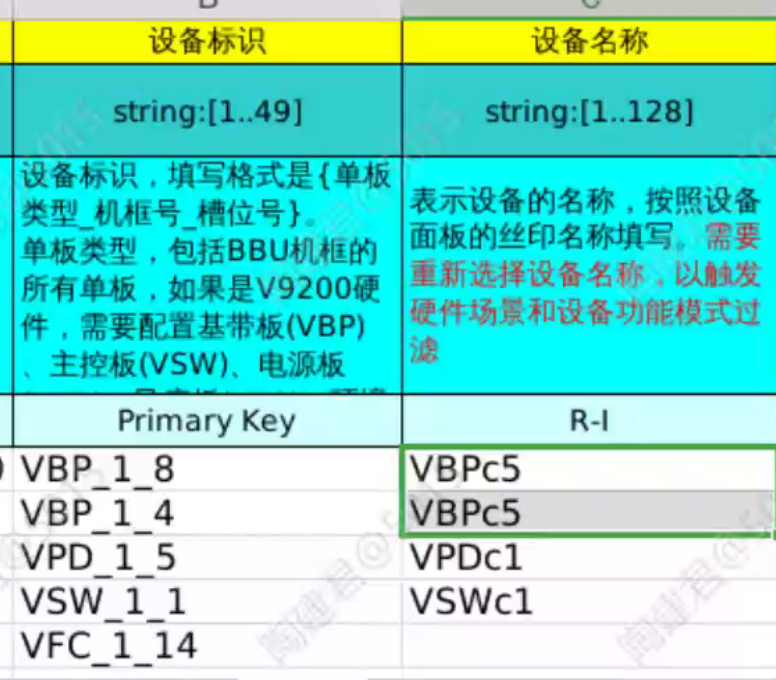 设备标识
设备名称
string:[1..49]
string:[1..128]
设备标识，填写格式是{单板
类型_机框号_槽位号}。
单板类型，包括BBU机框的
所有单板，如果是V9200硬
件，需要配置基带板(VBP)
、主控板(VSW)、电源板
表示设备的名称，按照设备
面板的丝印名称填写。需要
重新选择设备名称，以触发
硬件场景和设备功能模式过
滤
Primary Key
R-I
VBP_1_8
VBPc5
VBP_1_4
VBPc5
VPD_1_5
VPDc1
VSW_1_1
VSWc1
VFC_1_14